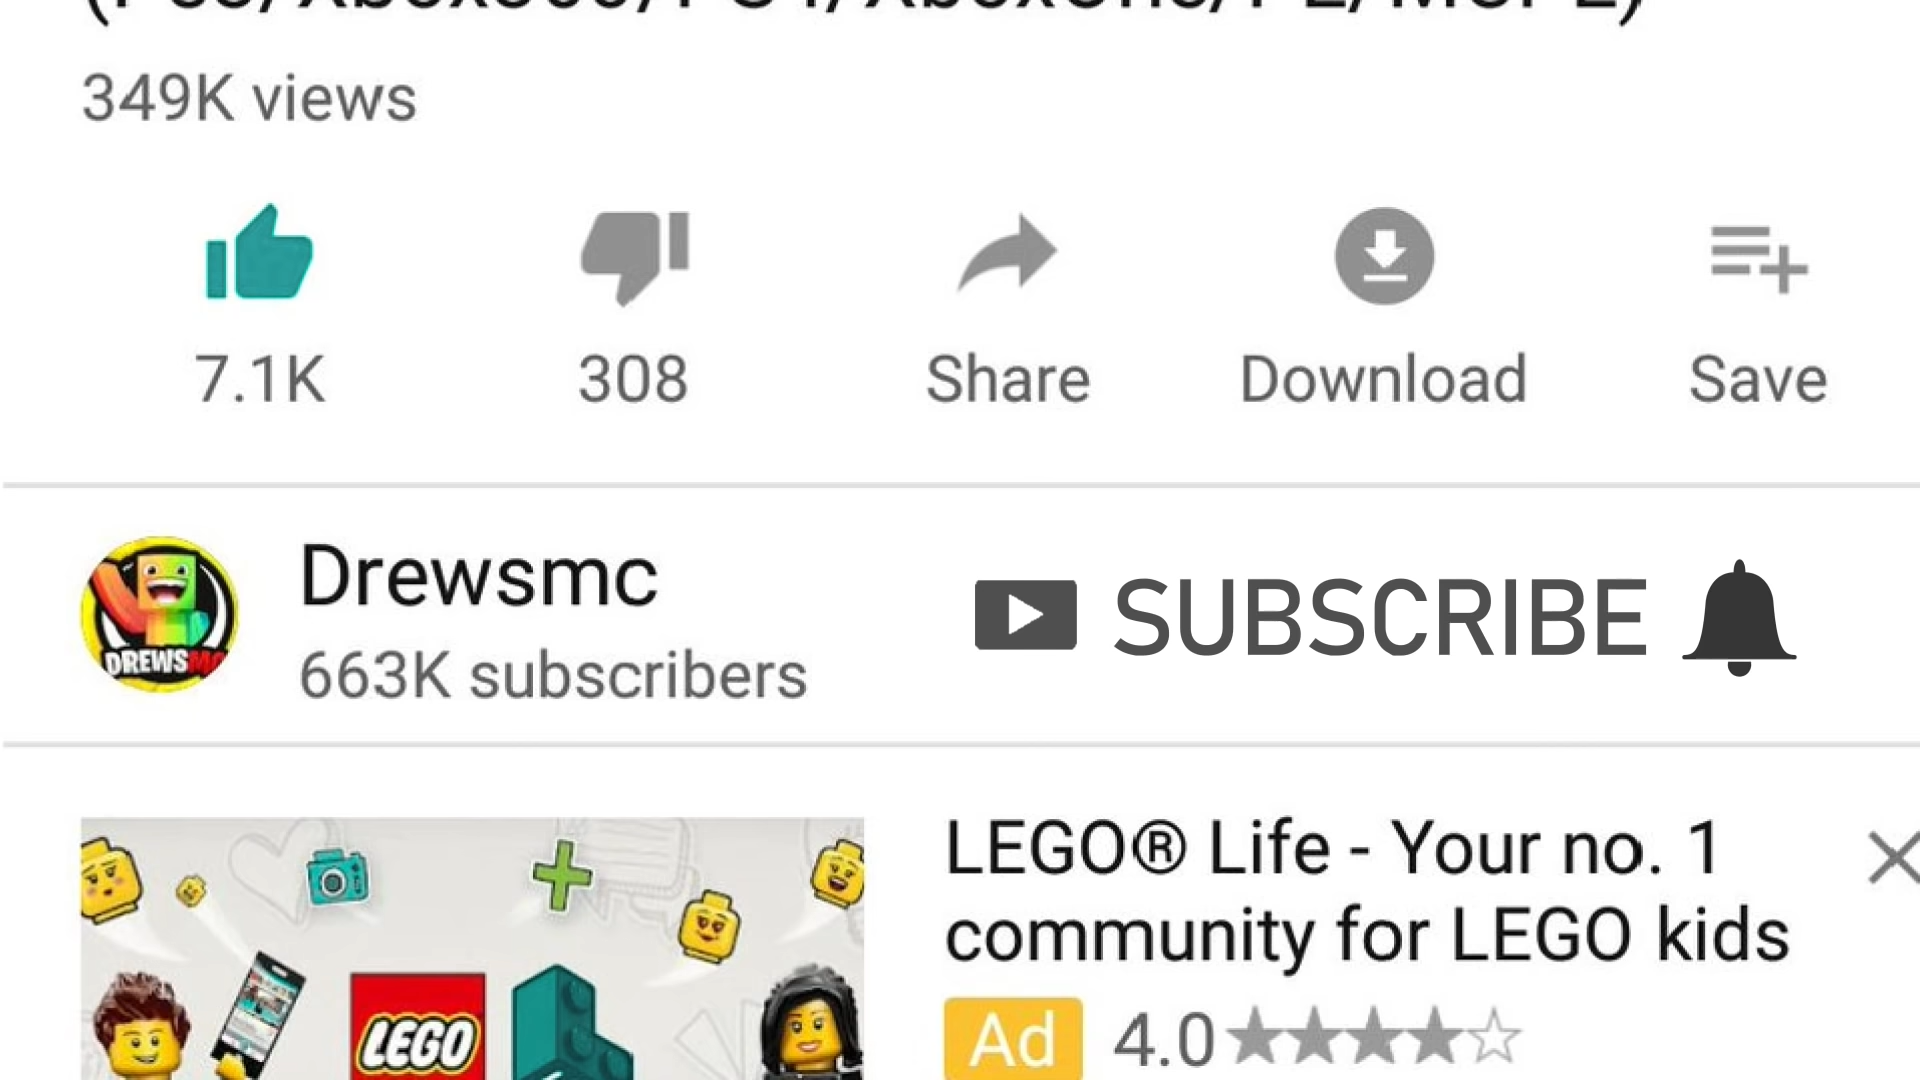 349K views
7.1K
308
Share
Download
Save
Drewsmc
SUBSCRIBE
663K subscribers
DREWSMC
LEGO® Life - Your no. 1
community for LEGO kids
Ad 4.0
LEGO